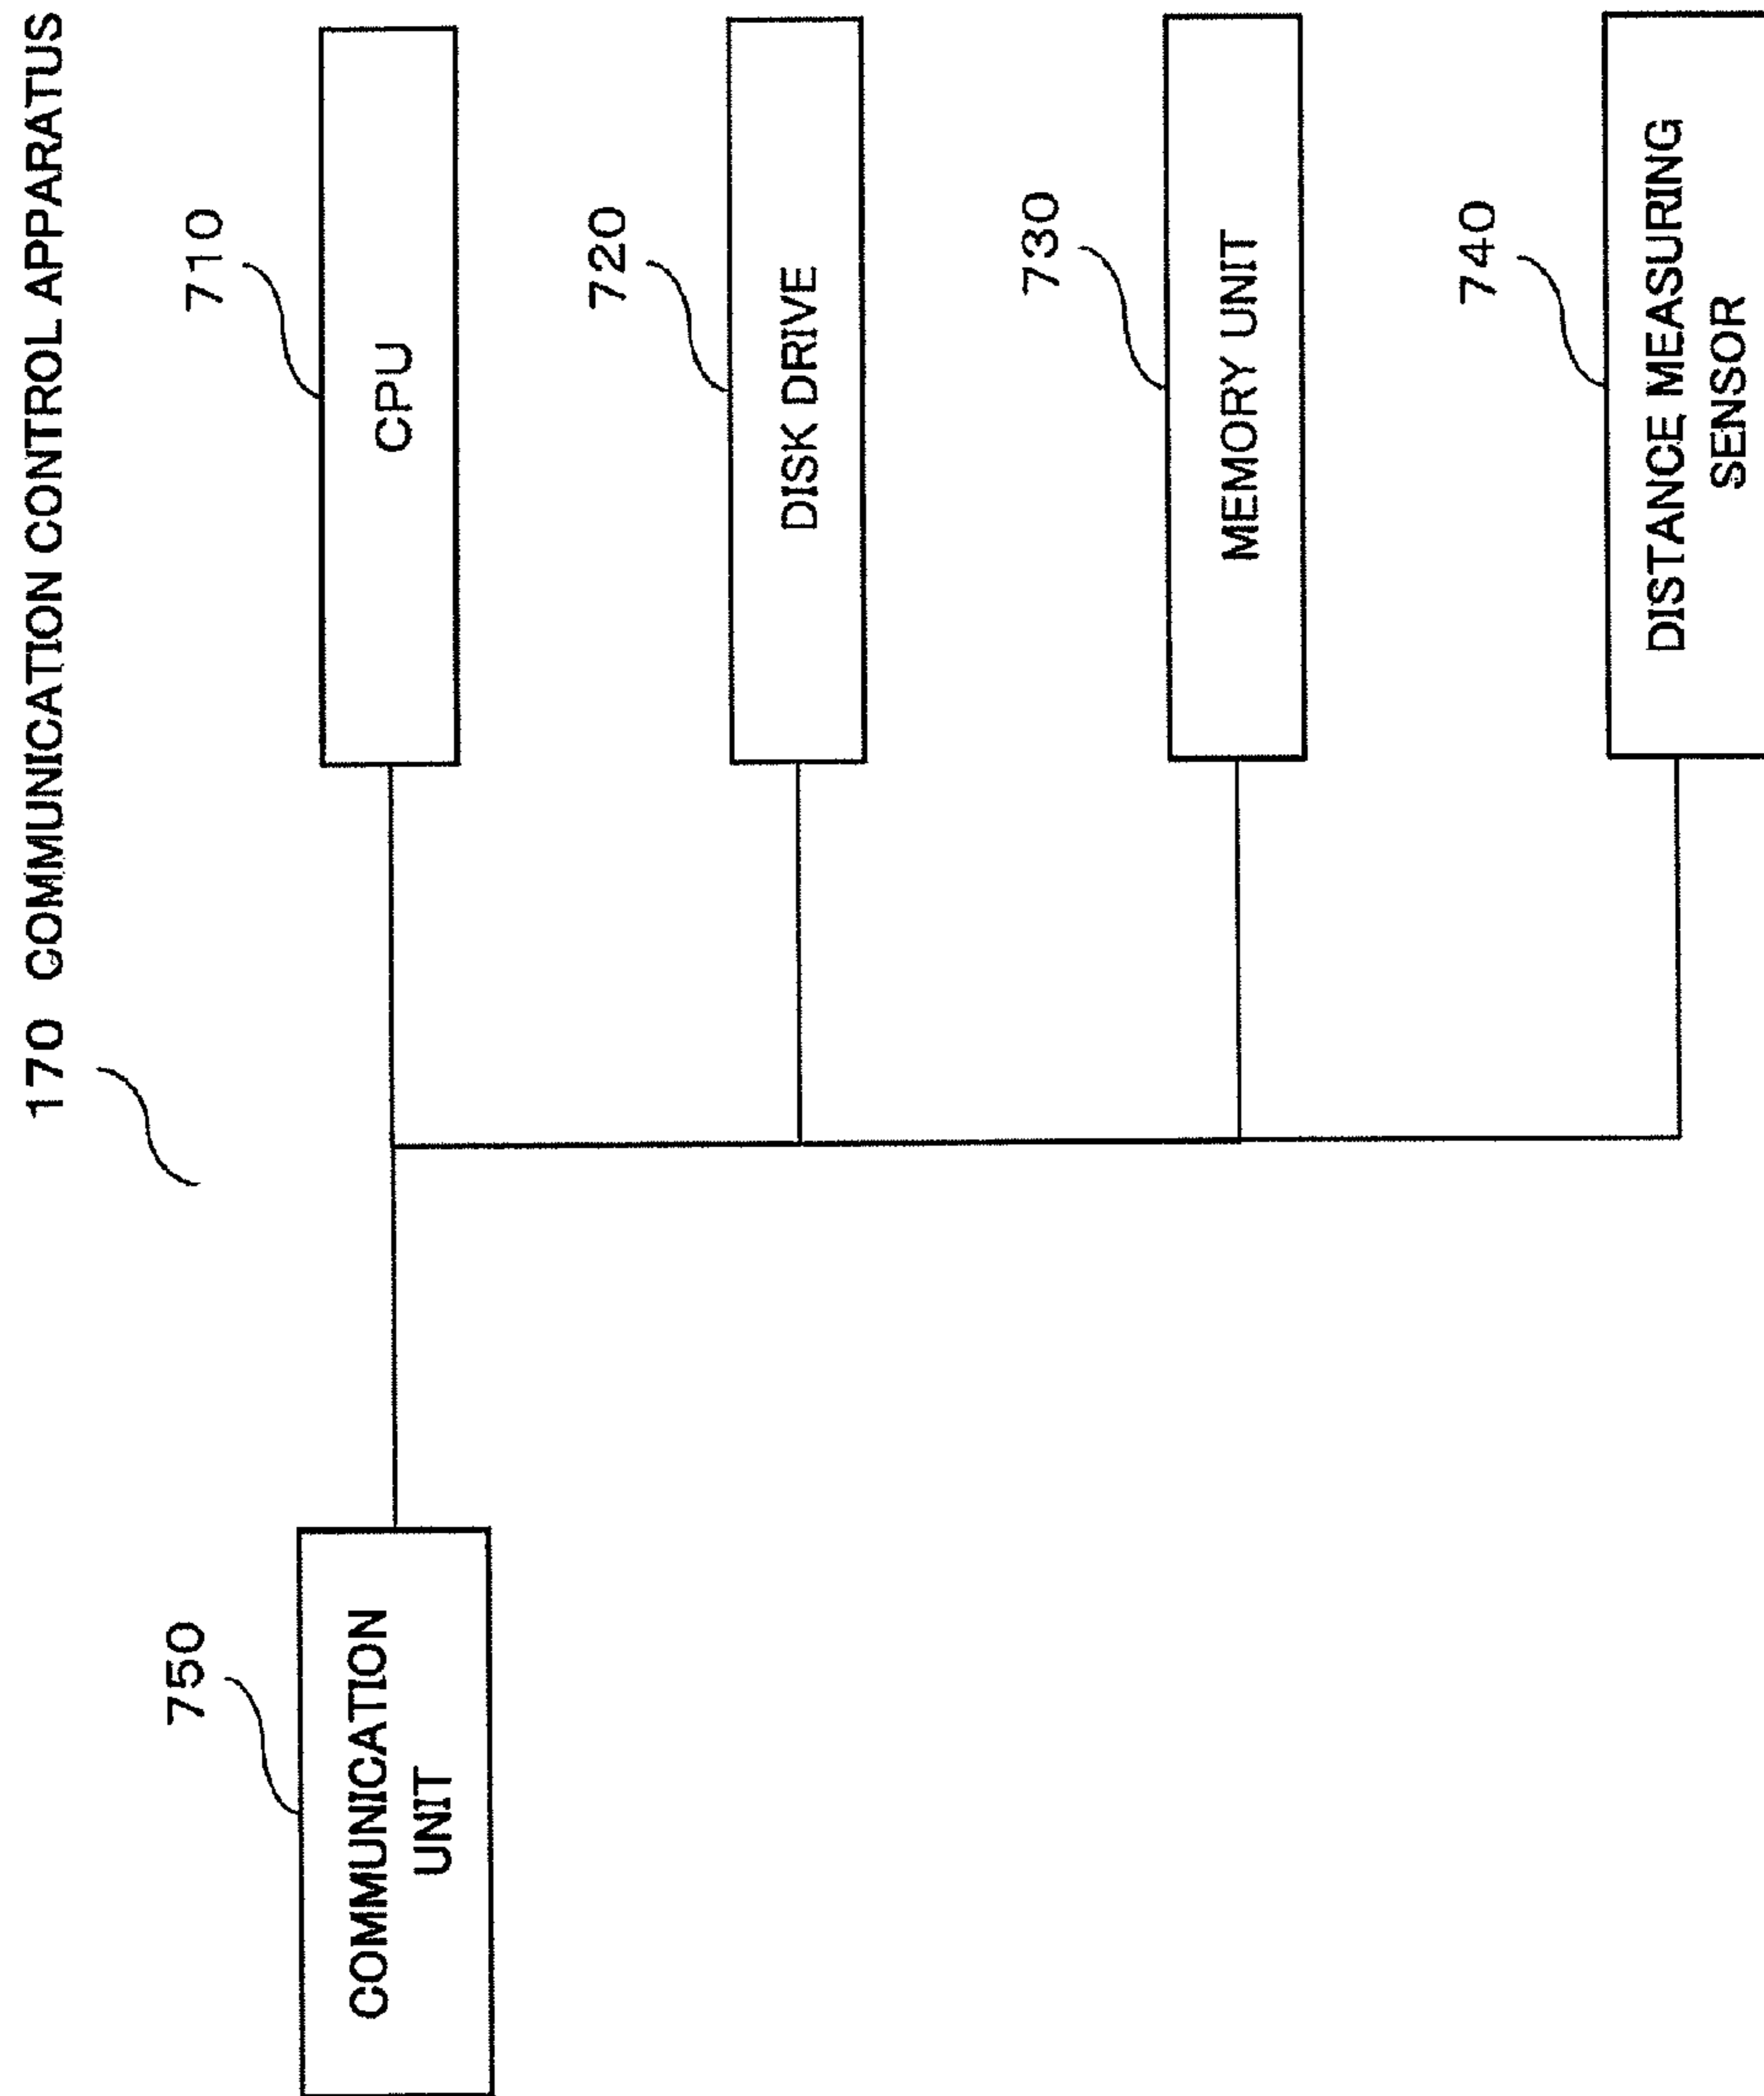 170 COMMUNICATION CONTROL APPARATUS
750
COMMUNICATION
UNIT
710
CPU
720
DISK DRIVE
730
MEMORY UNIT
740
DISTANCE MEASURING
SENSOR